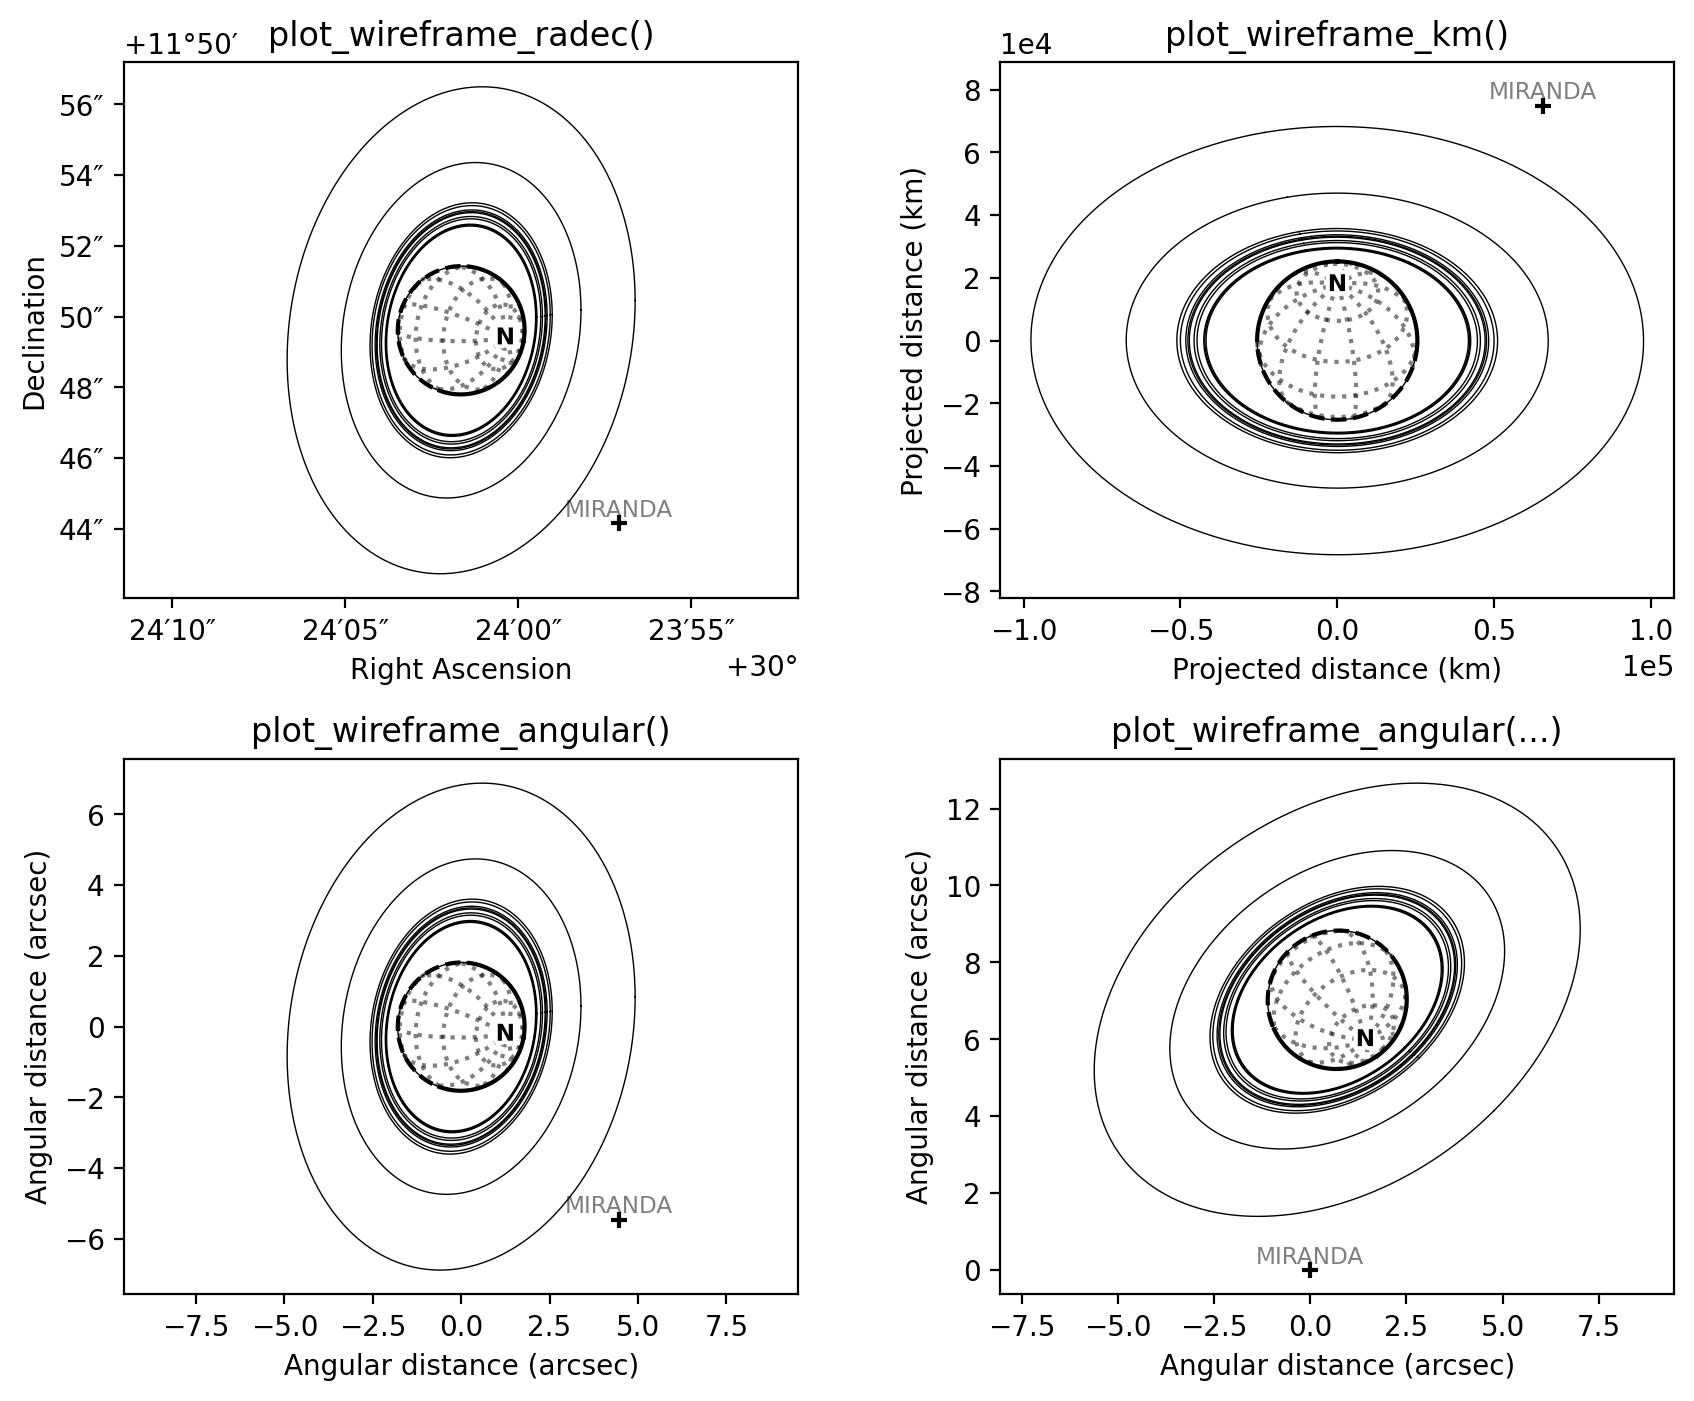 plot_wireframe_radec()
+11°50′
56″
54″
52″
50″
48″
46″
44″
Declination
N
MIRANDA
24′10″ 24′05″ 24′00″ 23′55″
Right Ascension
+30°
plot_wireframe_km()
1e4
8
6
4
2
0
−2
−4
−6
−8
Projected distance (km)
MIRANDA
N
−1.0 −0.5 0.0 0.5 1.0
Projected distance (km)
1e5
plot_wireframe_angular()
6
4
2
0
−2
−4
−6
Angular distance (arcsec)
N
MIRANDA
−7.5 −5.0 −2.5 0.0 2.5 5.0 7.5
Angular distance (arcsec)
plot_wireframe_angular(...)
12
10
8
6
4
2
0
Angular distance (arcsec)
N
MIRANDA
−7.5 −5.0 −2.5 0.0 2.5 5.0 7.5
Angular distance (arcsec)